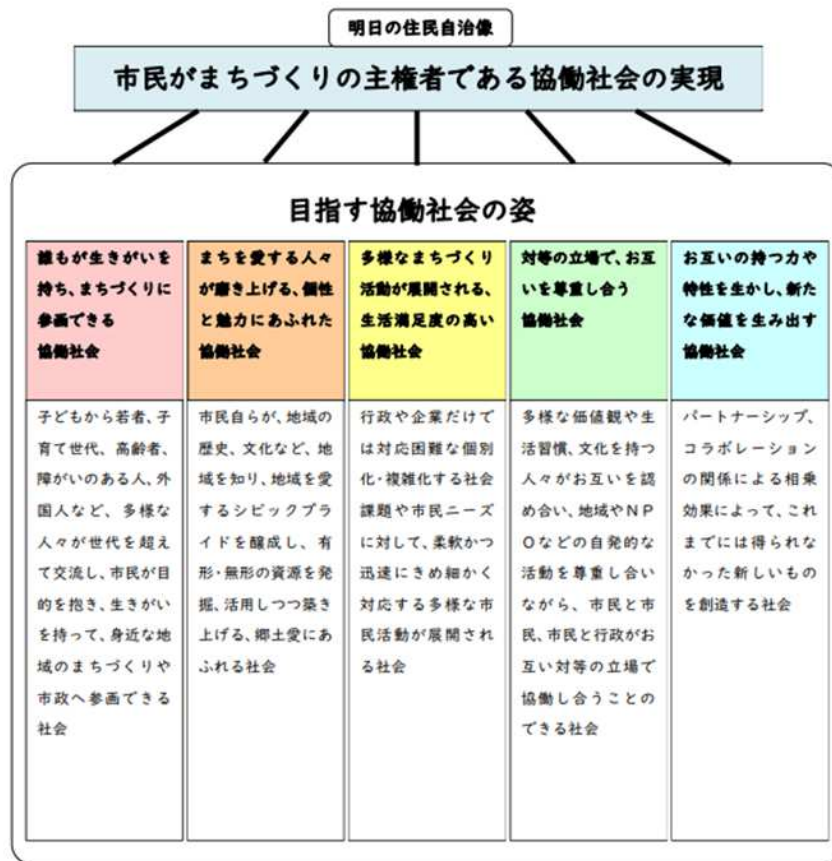 明日の住民自治像
市民がまちづくりの主権者である協働社会の実現
目指す協働社会の姿
誰もが生きがいを
持ち、まちづくりに
参画できる
協働社会
子どもから若者、子
育て世代、高齢者、
障がいのある人、外
国人など、多様な
人々が世代を超え
て交流し、市民が目
的を抱き、生きがい
を持って、身近な地
域のまちづくりや
市政へ参画できる
社会
まちを愛する人々
が磨き上げる、個性
と魅力にあふれた
協働社会
市民自らが、地域の
歴史、文化など、地
域を知り、地域を愛
するシビックプラ
イドを醸成し、有
形・無形の資源を発
掘、活用しつつ築き
上げる、郷土愛にあ
ふれる社会
多様なまちづくり
活動が展開される、
生活満足度の高い
協働社会
行政や企業だけで
は対応困難な個別
化・複雑化する社会
課題や市民ニーズ
に対して、柔軟かつ
迅速にきめ細かく
対応する多様な市
民活動が展開され
る社会
対等の立場で、お互
いを尊重し合う
協働社会
多様な価値観や生
活習慣、文化を持つ
人々がお互いを認
め合い、地域やNP
Oなどの自発的な
活動を尊重し合い
ながら、市民と市
民、市民と行政がお
互い対等の立場で
協働し合うことの
できる社会
お互いの持つ力や
特性を生かし、新た
な価値を生み出す
協働社会
パートナーシップ、
コラボレーション
の関係による相乗
効果によって、これ
までには得られな
かった新しいもの
を創造する社会